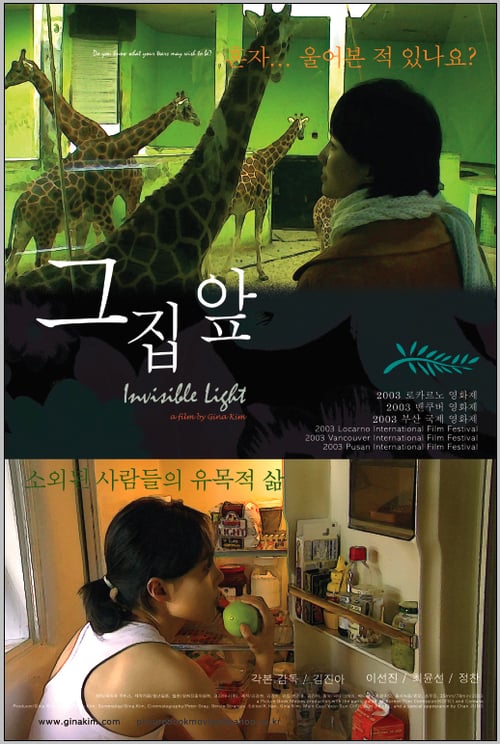 Do you know what your tears may wish to be?
혼자... 울어본 적 있나요?
그 집 앞
Invisible Light
a film by Gina Kim
2003 로카르노 영화제
2003 밴쿠버 영화제
2003 부산 국제 영화제
2003 Locarno International Film Festival
2003 Vancouver International Film Festival
2003 Pusan International Film Festival
소외된 사람들의 유목적 삶
각본 감독 / 김진아
이선진 / 최윤선 / 정찬
www.ginakim.com